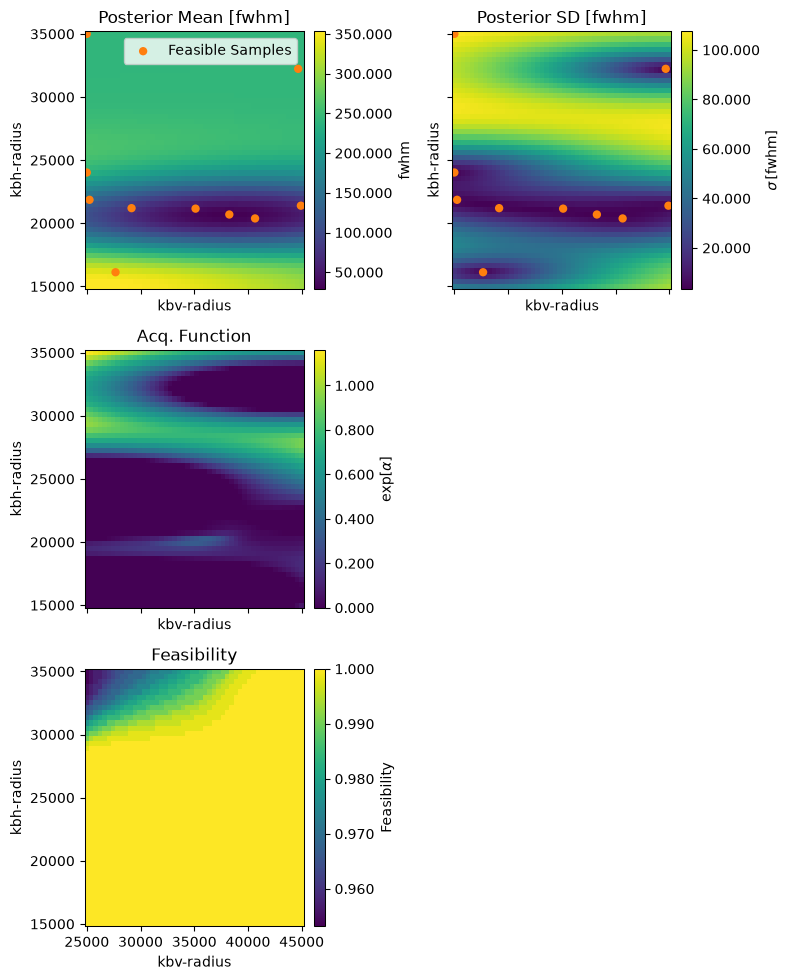 Posterior Mean [fwhm]
Feasible Samples
35000
30000
25000
20000
15000
kbh-radius
kbv-radius
350.000
300.000
250.000
200.000
150.000
100.000
50.000
fwhm
Posterior SD [fwhm]
kbh-radius
kbv-radius
100.000
80.000
60.000
40.000
20.000
σ [fwhm]
Acq. Function
35000
30000
25000
20000
15000
kbh-radius
kbv-radius
1.000
0.800
0.600
0.400
0.200
0.000
exp[α]
Feasibility
35000
30000
25000
20000
15000
kbh-radius
25000 30000 35000 40000 45000
kbv-radius
1.000
0.990
0.980
0.970
0.960
Feasibility